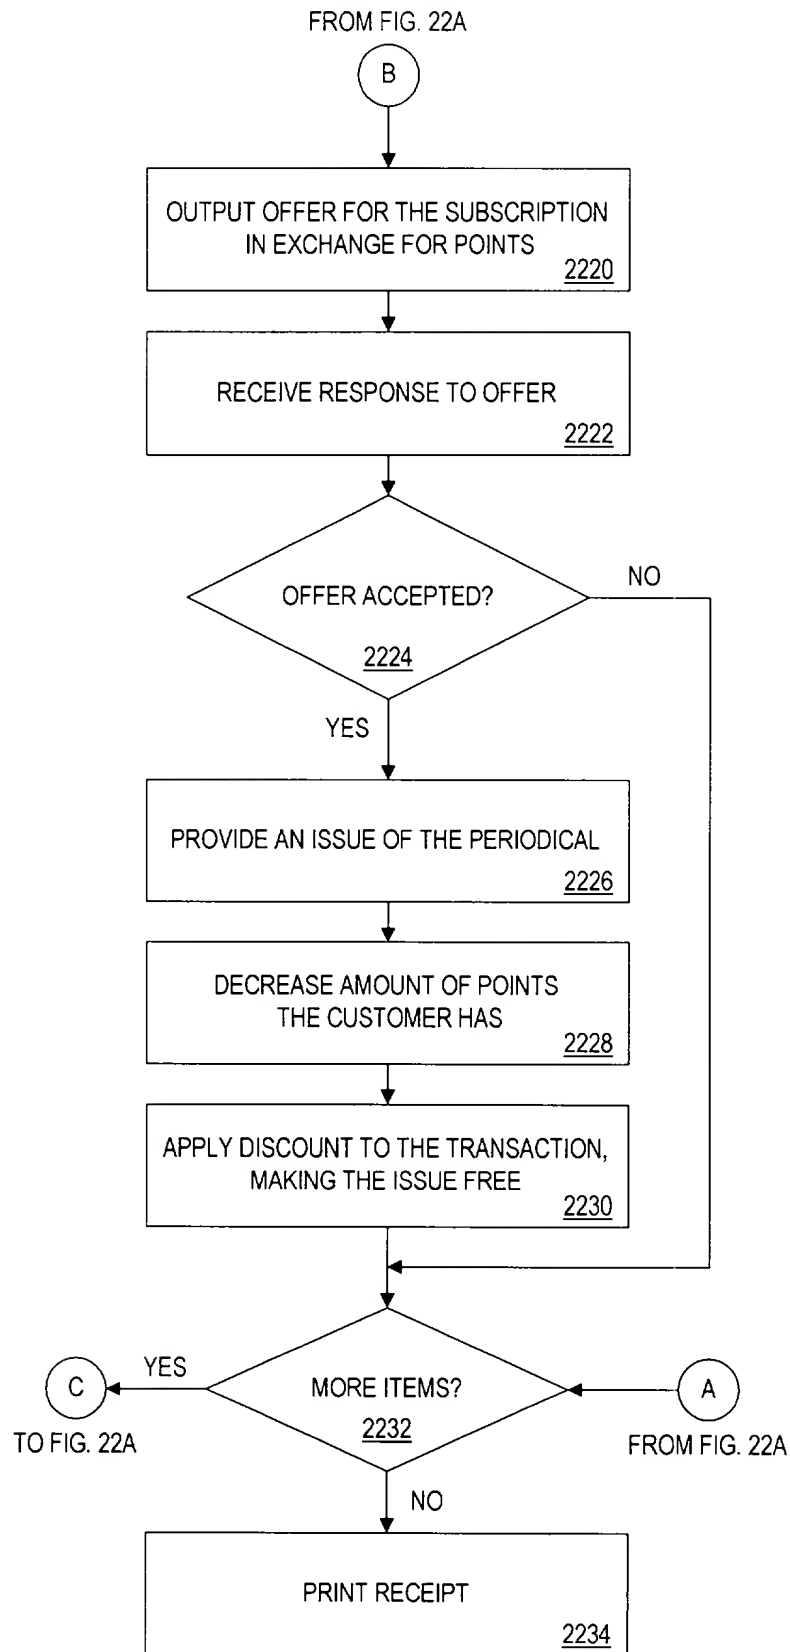 FROM FIG. 22A
B
OUTPUT OFFER FOR THE SUBSCRIPTION
IN EXCHANGE FOR POINTS
2220
RECEIVE RESPONSE TO OFFER
2222
OFFER ACCEPTED?
2224
NO
YES
PROVIDE AN ISSUE OF THE PERIODICAL
2226
DECREASE AMOUNT OF POINTS
THE CUSTOMER HAS
2228
APPLY DISCOUNT TO THE TRANSACTION,
MAKING THE ISSUE FREE
2230
C
YES
TO FIG. 22A
MORE ITEMS?
2232
A
FROM FIG. 22A
NO
PRINT RECEIPT
2234